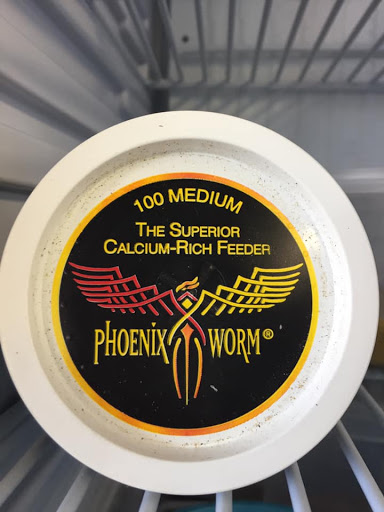 100 MEDIUM
THE SUPERIOR
CALCIUM-RICH FEEDER
PHOENIX WORM®